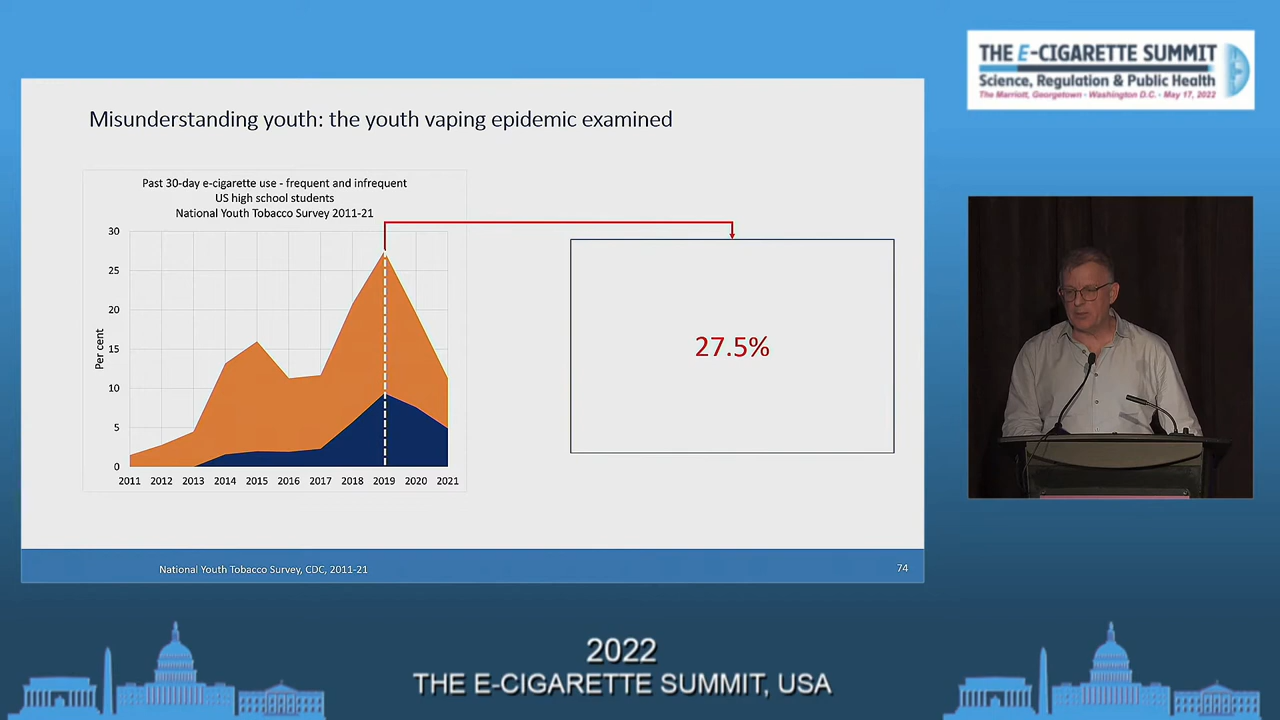 THE E-CIGARETTE SUMMIT
Science, Regulation & Public Health
The Marriott, Georgetown - Washington D.C. - May 17, 2022
Misunderstanding youth: the youth vaping epidemic examined
Past 30-day e-cigarette use - frequent and infrequent
US high school students
National Youth Tobacco Survey 2011-21
Per cent
30
25
20
15
10
5
0
2011 2012 2013 2014 2015 2016 2017 2018 2019 2020 2021
27.5%
National Youth Tobacco Survey, CDC, 2011-21
74
2022
THE E-CIGARETTE SUMMIT, USA